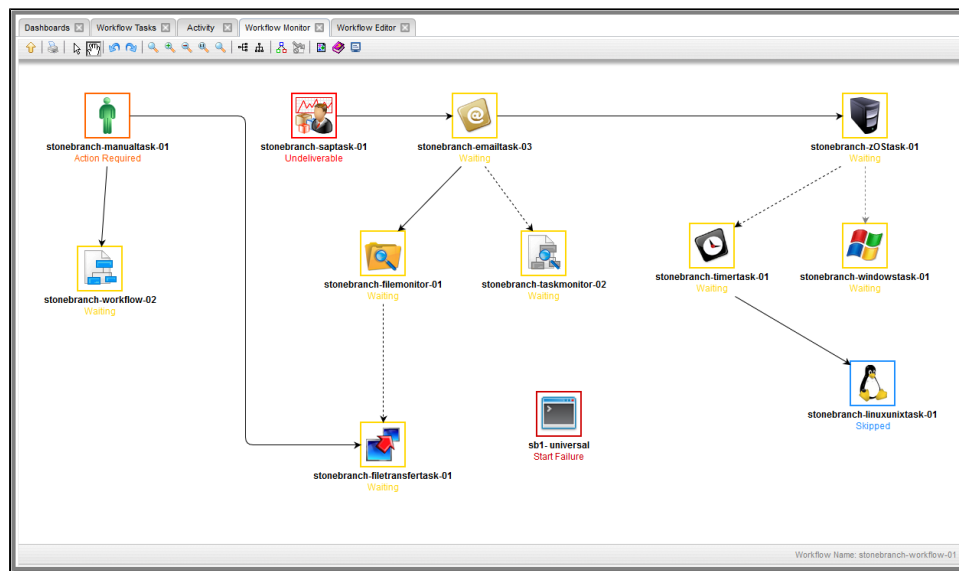 Dashboards
Workflow Tasks
Activity
Workflow Monitor
Workflow Editor
stonebranch-manualtask-01
Action Required
stonebranch-saptask-01
Undeliverable
stonebranch-emailtask-03
Waiting
stonebranch-zOStask-01
Waiting
stonebranch-workflow-02
Waiting
stonebranch-filemonitor-01
Waiting
stonebranch-taskmonitor-02
Waiting
stonebranch-timertask-01
Waiting
stonebranch-windowstask-01
Waiting
stonebranch-linuxunixtask-01
Skipped
sb1- universal
Start Failure
stonebranch-filetransfertask-01
Waiting
Workflow Name: stonebranch-workflow-01